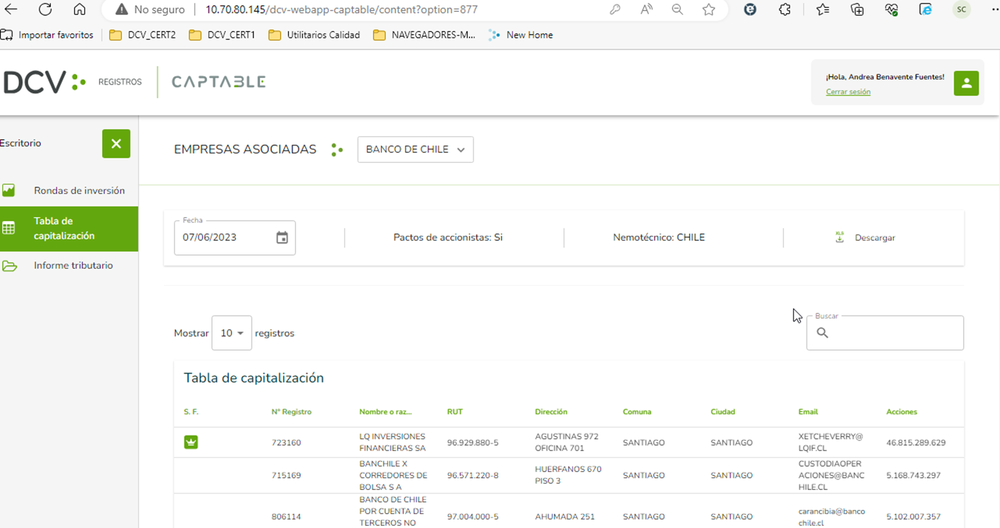 No seguro
10.70.80.145/dcv-webapp-captable/content?option=877
SC
Importar favoritos
DCV_CERT2
DCV_CERT1
Utilitarios Calidad
NAVEGADORES-M...
New Home
DCV REGISTROS
CAPTABLE
¡Hola, Andrea Benavente Fuentes!
Cerrar sesión
Escritorio
EMPRESAS ASOCIADAS
BANCO DE CHILE
Rondas de inversión
Tabla de
capitalización
Informe tributario
Fecha
07/06/2023
Pactos de accionistas: Si
Nemotécnico: CHILE
XLS
Descargar
Mostrar 10 registros
Buscar
Tabla de capitalización
S. F. N° Registro Nombre o raz... RUT Dirección Comuna Ciudad Email Acciones
723160
LQ INVERSIONES
FINANCIERAS SA
96.929.880-5
AGUSTINAS 972
OFICINA 701
SANTIAGO
SANTIAGO
XETCHEVERRY@
LQIF.CL
46.815.289.629
715169
BANCHILE X
CORREDORES DE
BOLSA S A
96.571.220-8
HUERFANOS 670
PISO 3
SANTIAGO
SANTIAGO
CUSTODIAOPER
ACIONES@BANC
HILE.CL
5.168.743.297
806114
BANCO DE CHILE
POR CUENTA DE
TERCEROS NO
97.004.000-5
AHUMADA 251
SANTIAGO
SANTIAGO
carancibia@banco
chile.cl
5.102.007.357